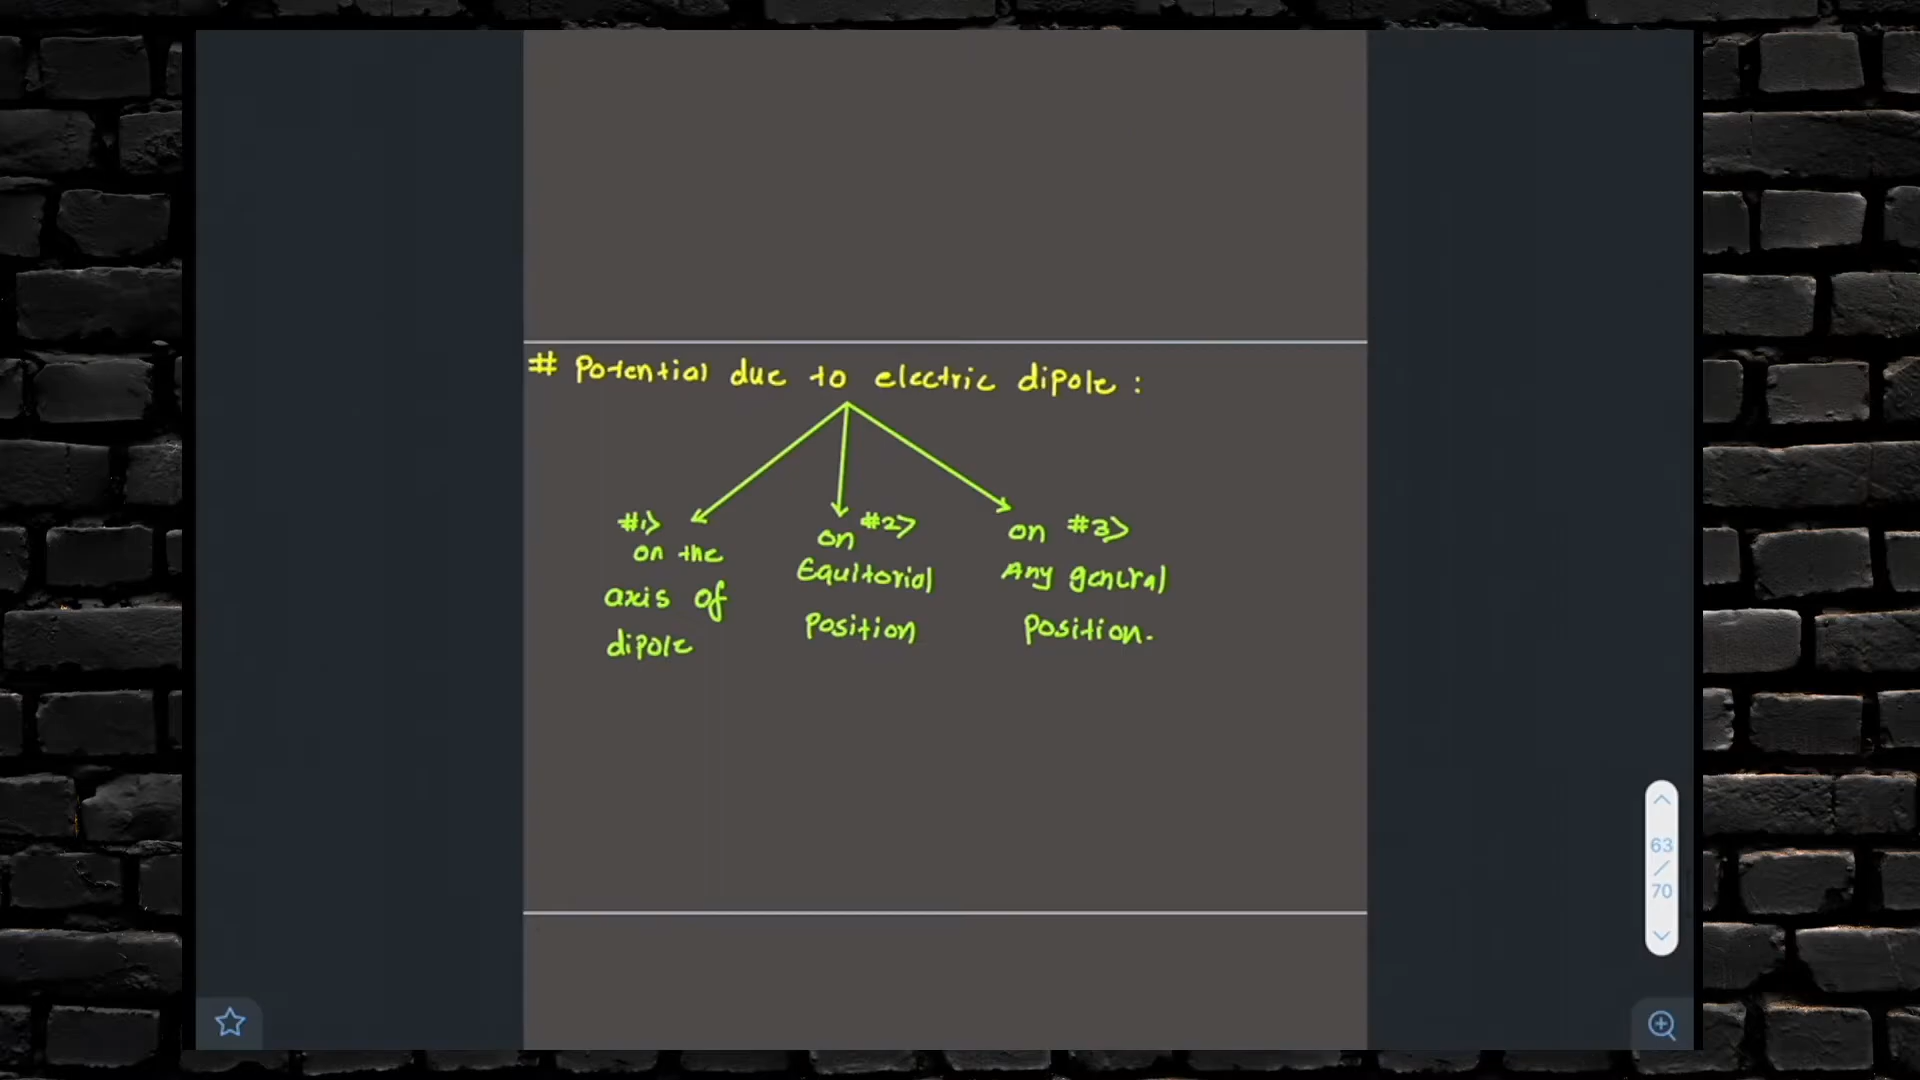 # Potential due to electric dipole :
#1>
on the
axis of
dipole
on #2>
Equitorial
Position
on #3>
Any general
Position.
63
/
70